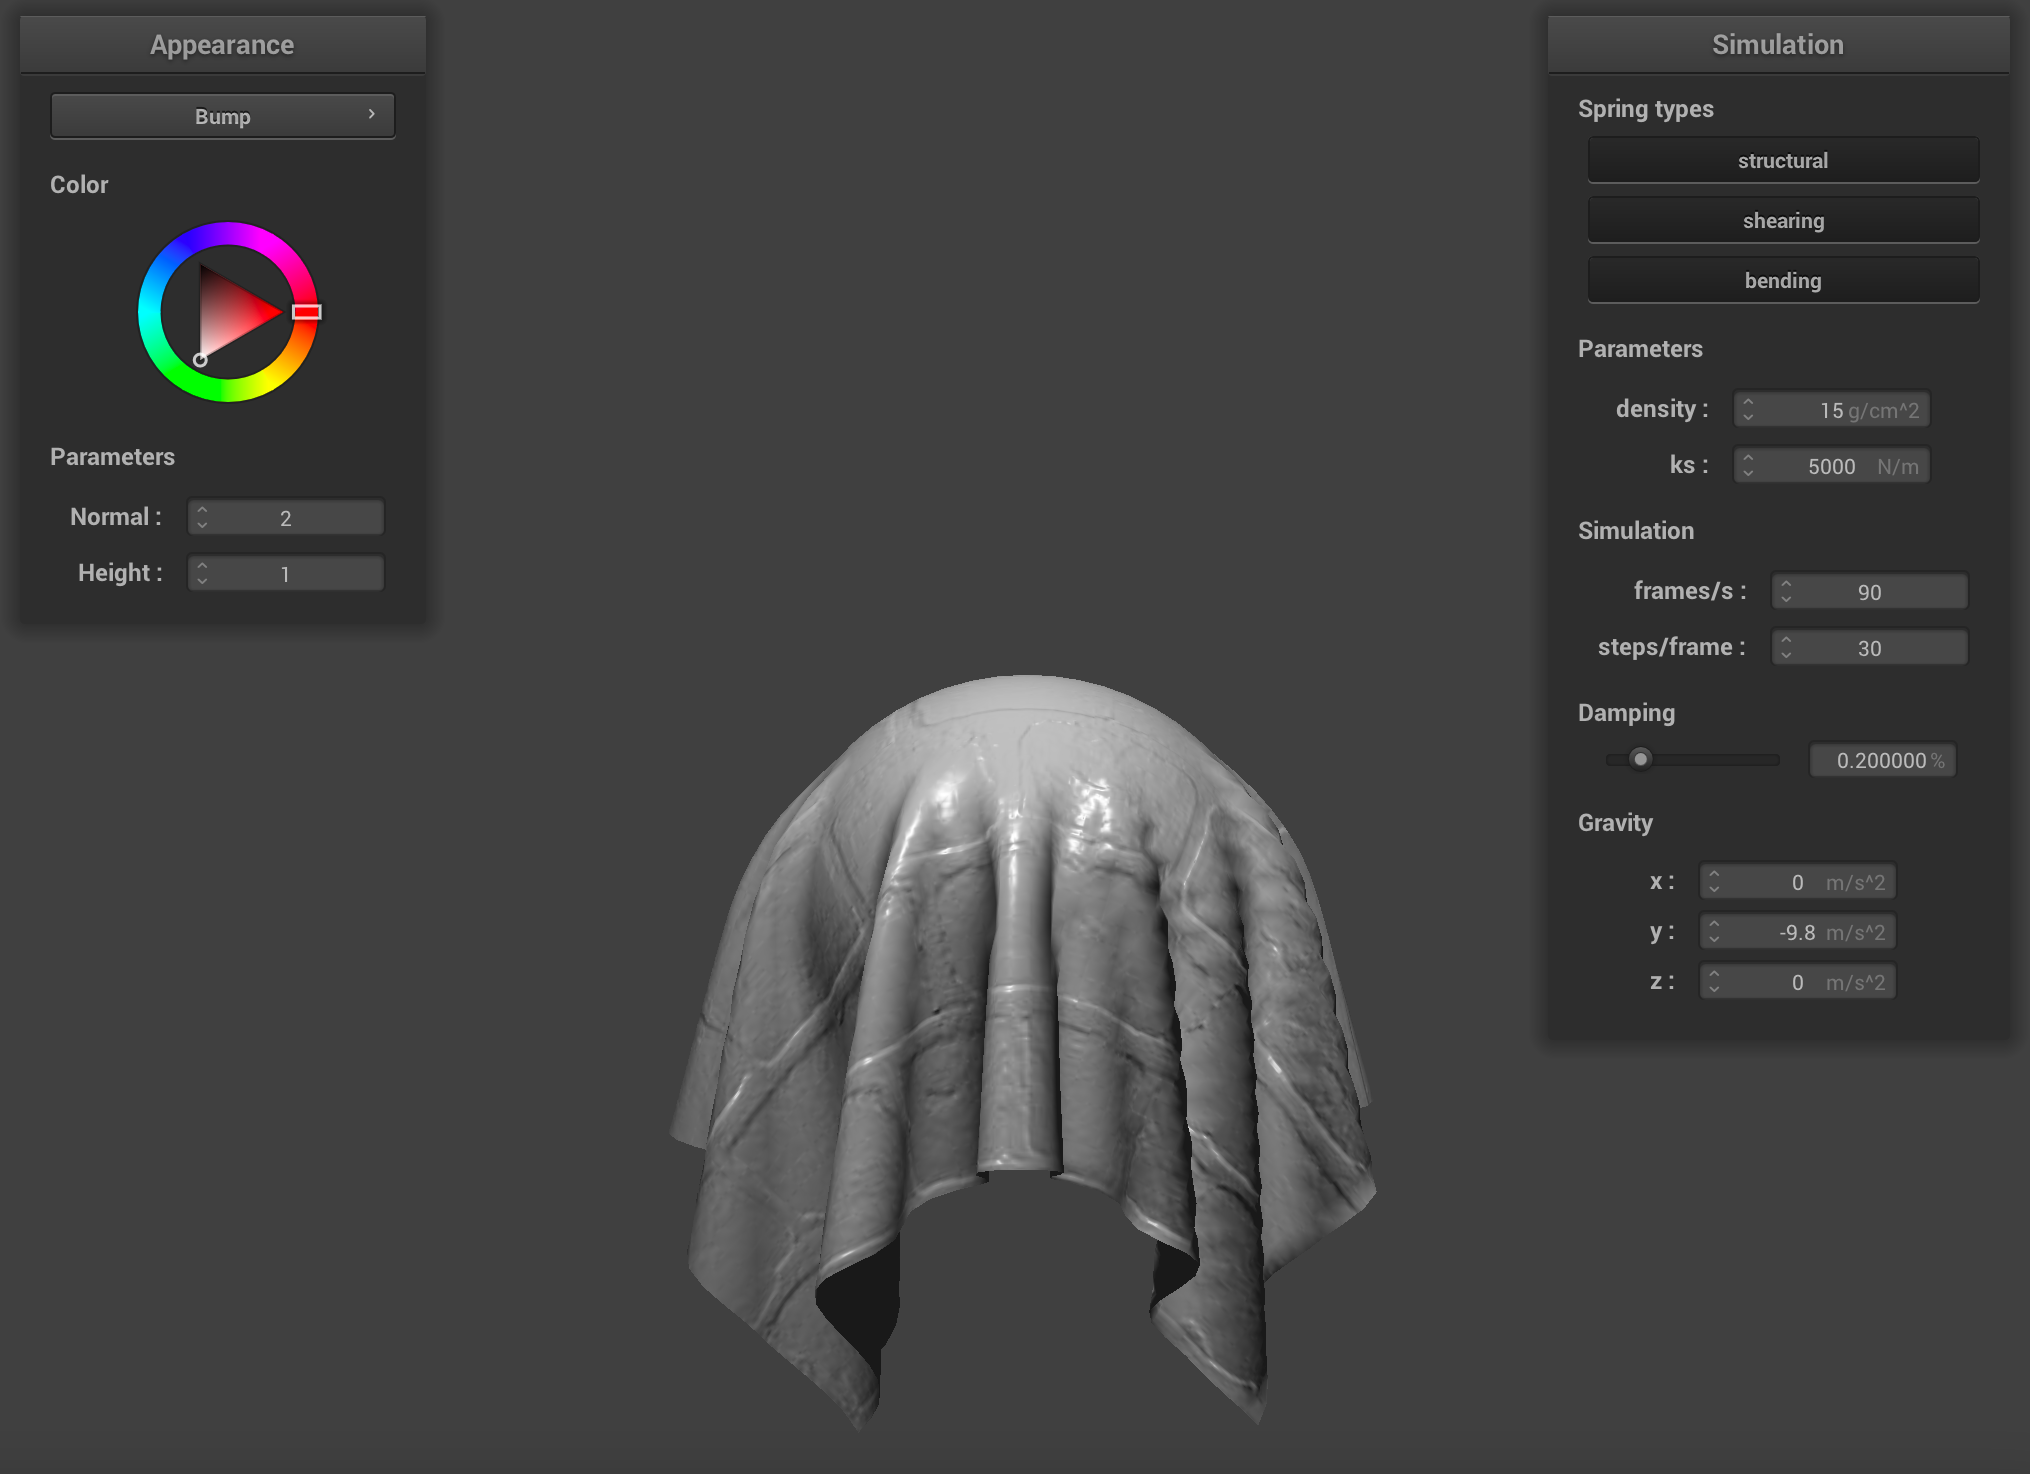 Appearance
Bump
Color
Parameters
Normal : 2
Height : 1
Simulation
Spring types
structural
shearing
bending
Parameters
density : 15 g/cm^2
ks : 5000 N/m
Simulation
frames/s : 90
steps/frame : 30
Damping
0.200000 %
Gravity
x : 0 m/s^2
y : -9.8 m/s^2
z : 0 m/s^2